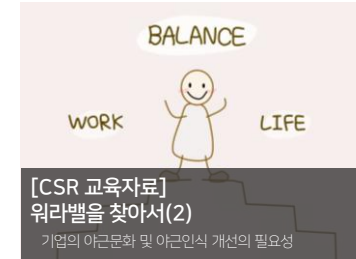 BALANCE
WORK
LIFE
[CSR 교육자료]
워라밸을 찾아서(2)
기업의 야근문화 및 야근인식 개선의 필요성